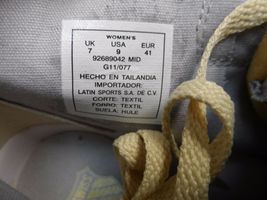 WOMEN'S
UK USA EUR
7 9 41
92689042 MID
G11/077
HECHO EN TAILANDIA
IMPORTADOR:
LATIN SPORTS S.A. DE C.V.
CORTE: TEXTIL
FORRO: TEXTIL
SUELA: HULE